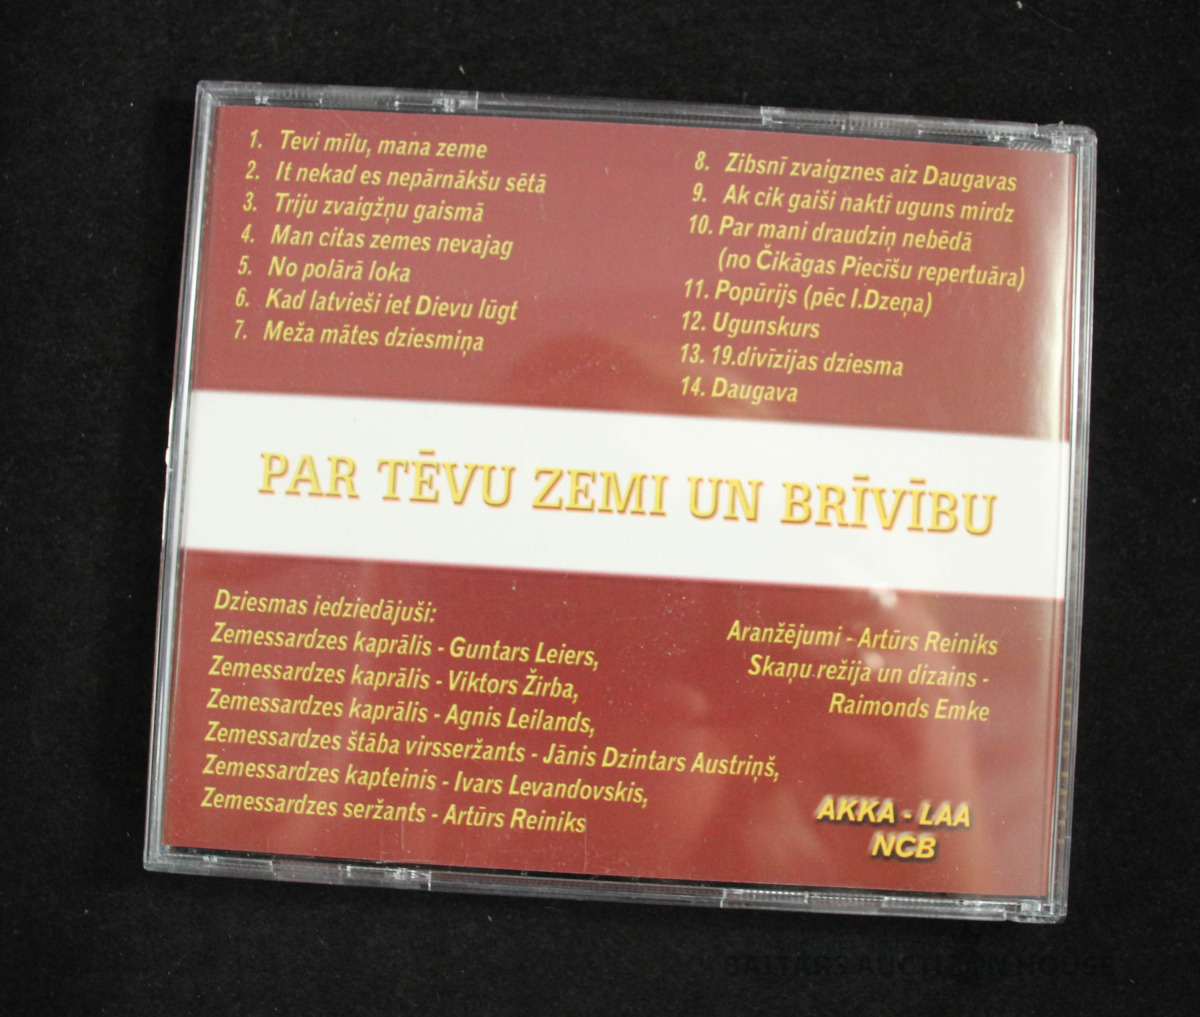 1. Tevi mīlu, mana zeme
2. It nekad es nepārnākšu sētā
3. Triju zvaigžņu gaismā
4. Man citas zemes nevajag
5. No polārā loka
6. Kad latvieši iet Dievu lūgt
7. Meža mātes dziesmiņa
8. Zibsnī zvaigznes aiz Daugavas
9. Ak cik gaiši naktī uguns mirdz
10. Par mani draudziņ nebēdā
(no Čikāgas Piecīšu repertuāra)
11. Popūrijs (pēc I.Dzeņa)
12. Ugunskurs
13. 19.divīzijas dziesma
14. Daugava
PAR TĒVU ZEMI UN BRĪVĪBU
Dziesmas iedziedājuši:
Zemessardzes kaprālis - Guntars Leiers,
Zemessardzes kaprālis - Viktors Žirba,
Zemessardzes kaprālis - Agnis Leilands,
Zemessardzes štāba virsseržants - Jānis Dzintars Austriņš,
Zemessardzes kapteinis - Ivars Levandovskis,
Zemessardzes seržants - Artūrs Reiniks
Aranžējumi - Artūrs Reiniks
Skaņu režija un dizains -
Raimonds Emke
AKKA - LAA
NCB
BALTARS AUCTION HOUSE